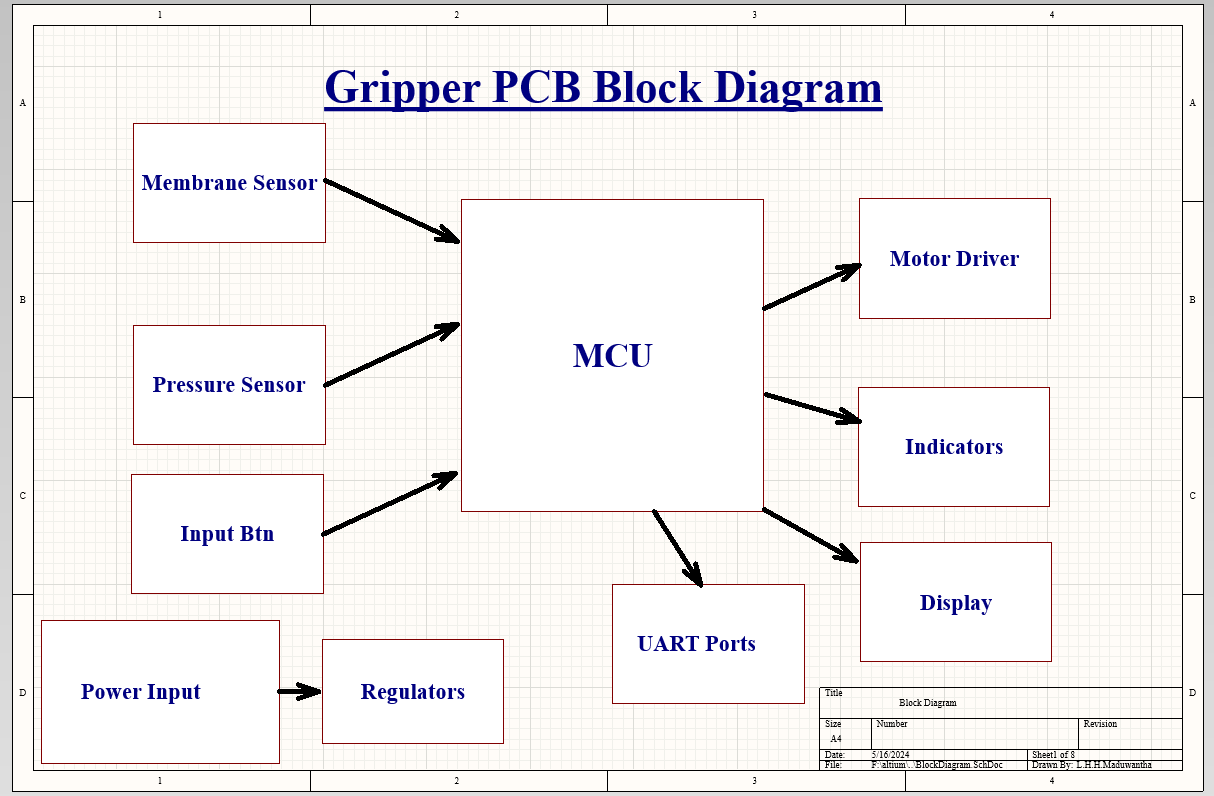 1 2 3 4
Gripper PCB Block Diagram
A A
Membrane Sensor
Motor Driver
B B
MCU
Pressure Sensor
Indicators
C C
Input Btn
Display
UART Ports
Power Input
Regulators
D D
Title
Block Diagram
Size Number Revision
A4
Date: 5/16/2024 Sheet1 of 8
File: F:\altium\..\BlockDiagram.SchDoc Drawn By: L.H.H.Maduwantha
1 2 3 4